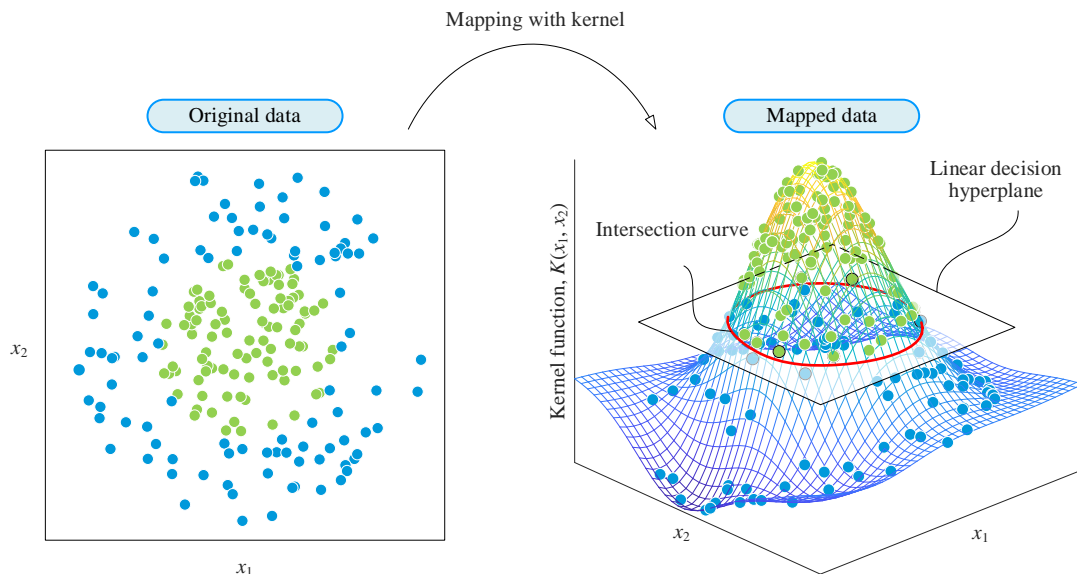 Mapping with kernel
Original data
Mapped data
x2
x1
Linear decision
hyperplane
Intersection curve
Kernel function, K(x1, x2)
x2
x1